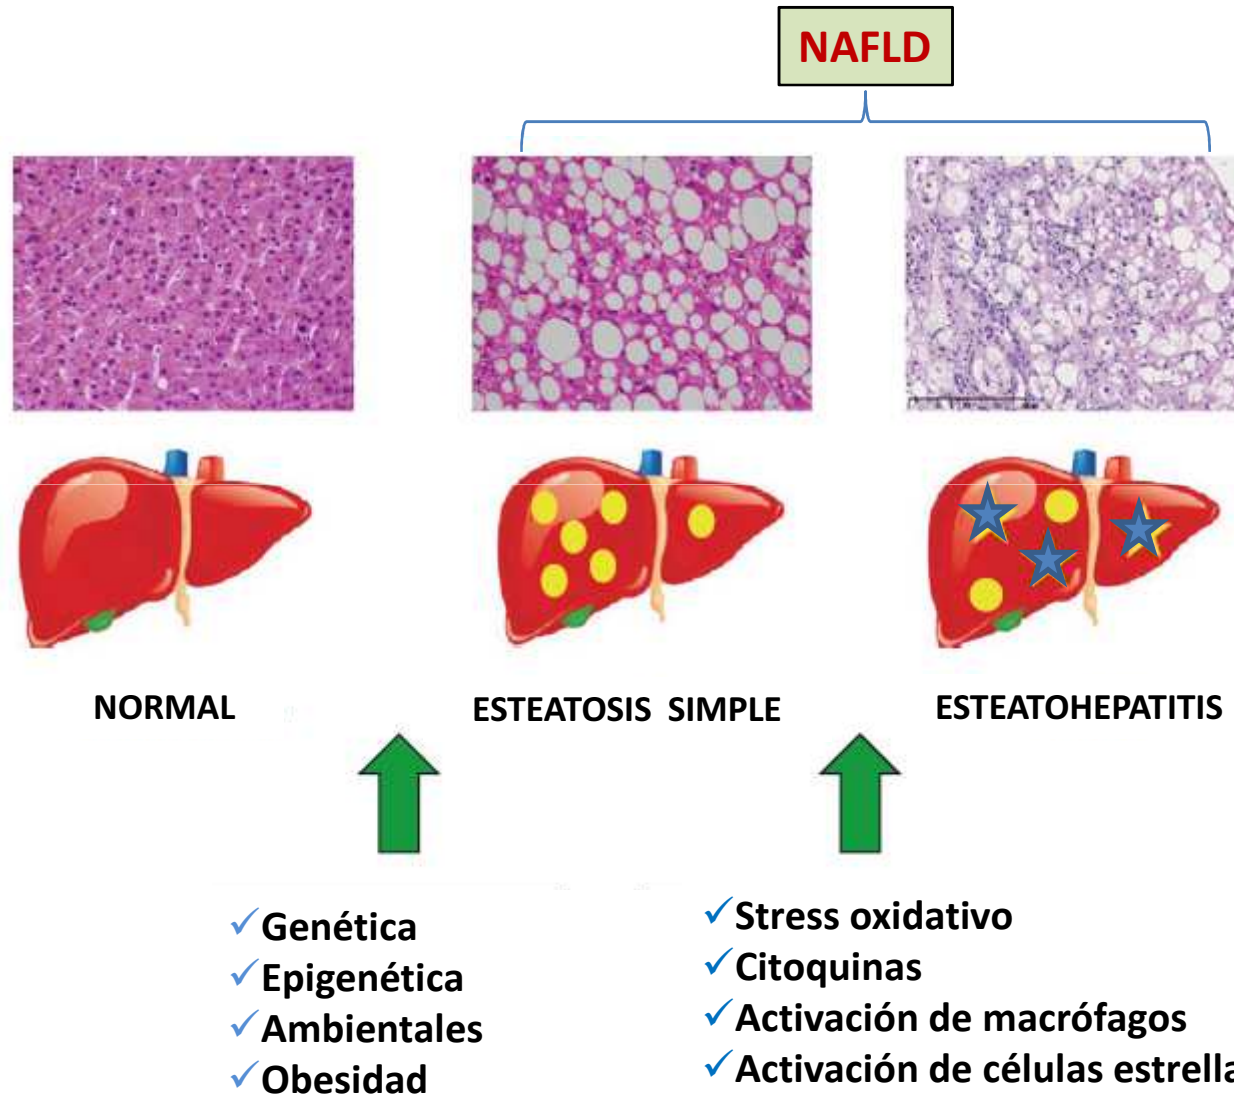 NAFLD
NORMAL
ESTEATOSIS SIMPLE
ESTEATOHEPATITIS
✓Genética
✓Epigenética
✓Ambientales
✓Obesidad
✓Stress oxidativo
✓Citoquinas
✓Activación de macrófagos
✓Activación de células estrella